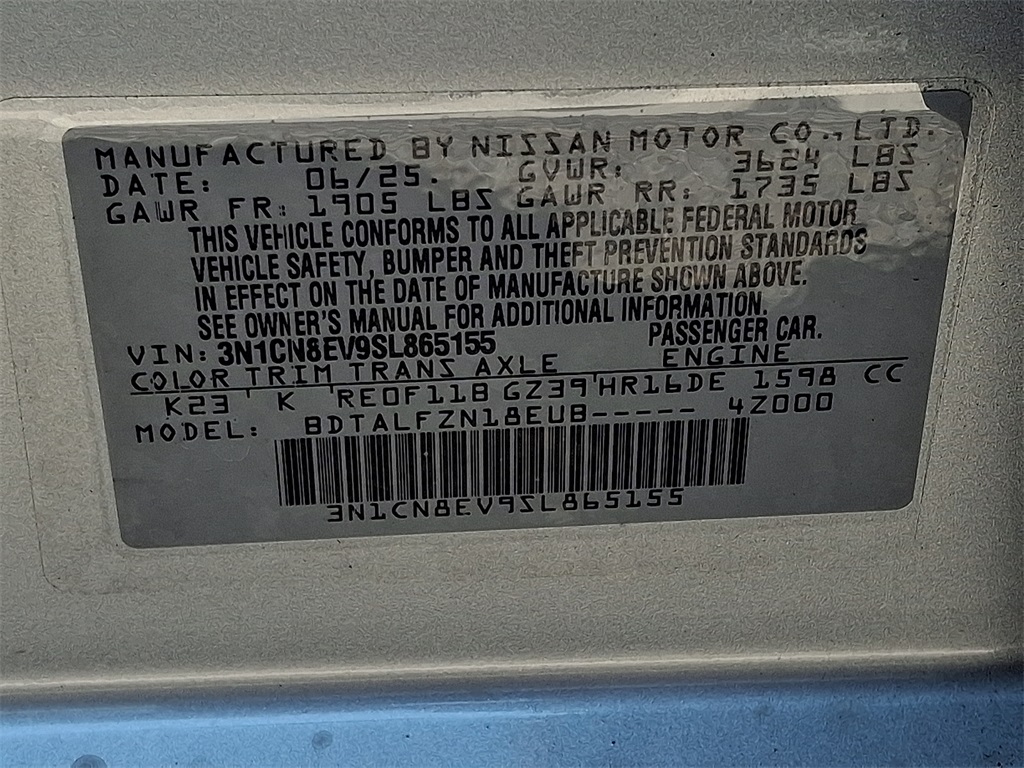 MANUFACTURED BY NISSAN MOTOR CO., LTD.
DATE: 06/25. GVWR: 3624 LBS
GAWR FR: 1905 LBS GAWR RR: 1735 LBS
THIS VEHICLE CONFORMS TO ALL APPLICABLE FEDERAL MOTOR
VEHICLE SAFETY, BUMPER AND THEFT PREVENTION STANDARDS
IN EFFECT ON THE DATE OF MANUFACTURE SHOWN ABOVE.
SEE OWNER'S MANUAL FOR ADDITIONAL INFORMATION.
VIN: 3N1CN8EV9SL865155 PASSENGER CAR.
COLOR TRIM TRANS AXLE ENGINE
K23 K RE0F11B GZ39 HR16DE 1598 CC
MODEL: BDTALFZN18EUB----- 4Z000
3N1CN8EV9SL865155